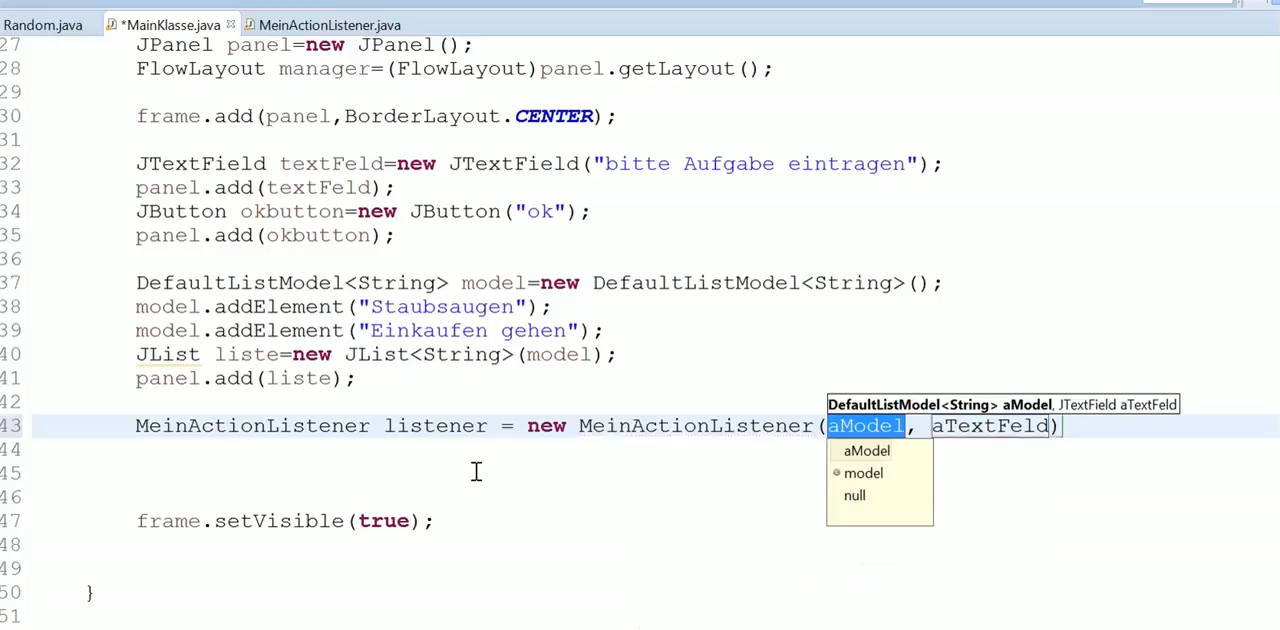 Random.java *MainKlasse.java MeinActionListener.java
27 JPanel panel=new JPanel();
28 FlowLayout manager=(FlowLayout)panel.getLayout();
29
30 frame.add(panel,BorderLayout.CENTER);
31
32 JTextField textFeld=new JTextField("bitte Aufgabe eintragen");
33 panel.add(textFeld);
34 JButton okbutton=new JButton("ok");
35 panel.add(okbutton);
36
37 DefaultListModel<String> model=new DefaultListModel<String>();
38 model.addElement("Staubsaugen");
39 model.addElement("Einkaufen gehen");
40 JList liste=new JList<String>(model);
41 panel.add(liste);
42
DefaultListModel<String> aModel, JTextField aTextFeld
43 MeinActionListener listener = new MeinActionListener(aModel, aTextFeld)
44
aModel
45
model
46
null
47 frame.setVisible(true);
48
49
50 }
51